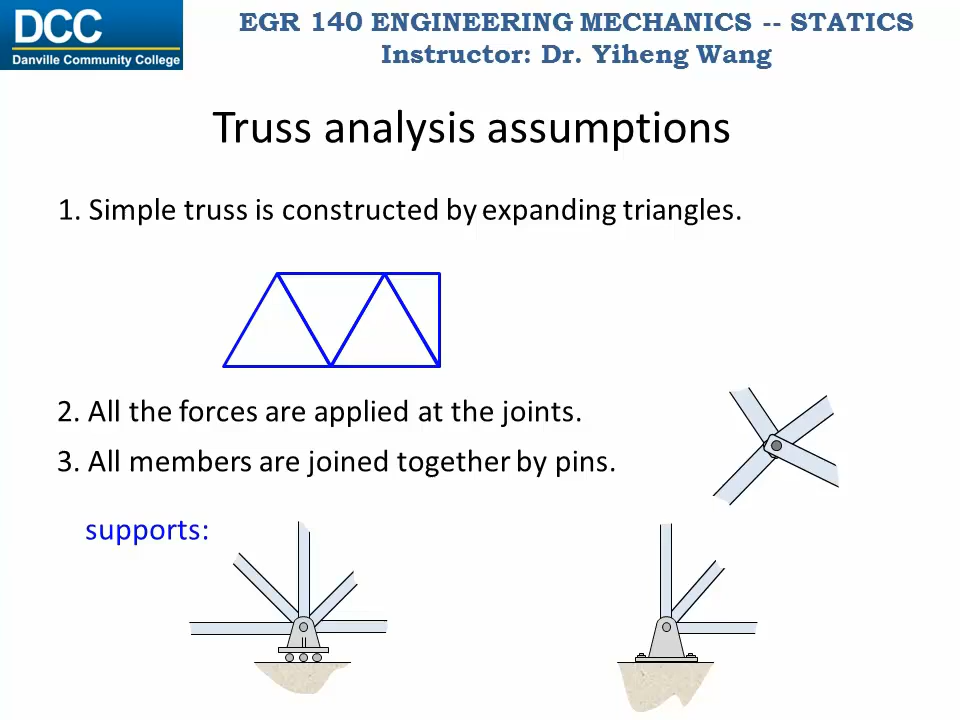 DCC
Danville Community College
EGR 140 ENGINEERING MECHANICS -- STATICS
Instructor: Dr. Yiheng Wang
Truss analysis assumptions
1. Simple truss is constructed by expanding triangles.
2. All the forces are applied at the joints.
3. All members are joined together by pins.
supports: